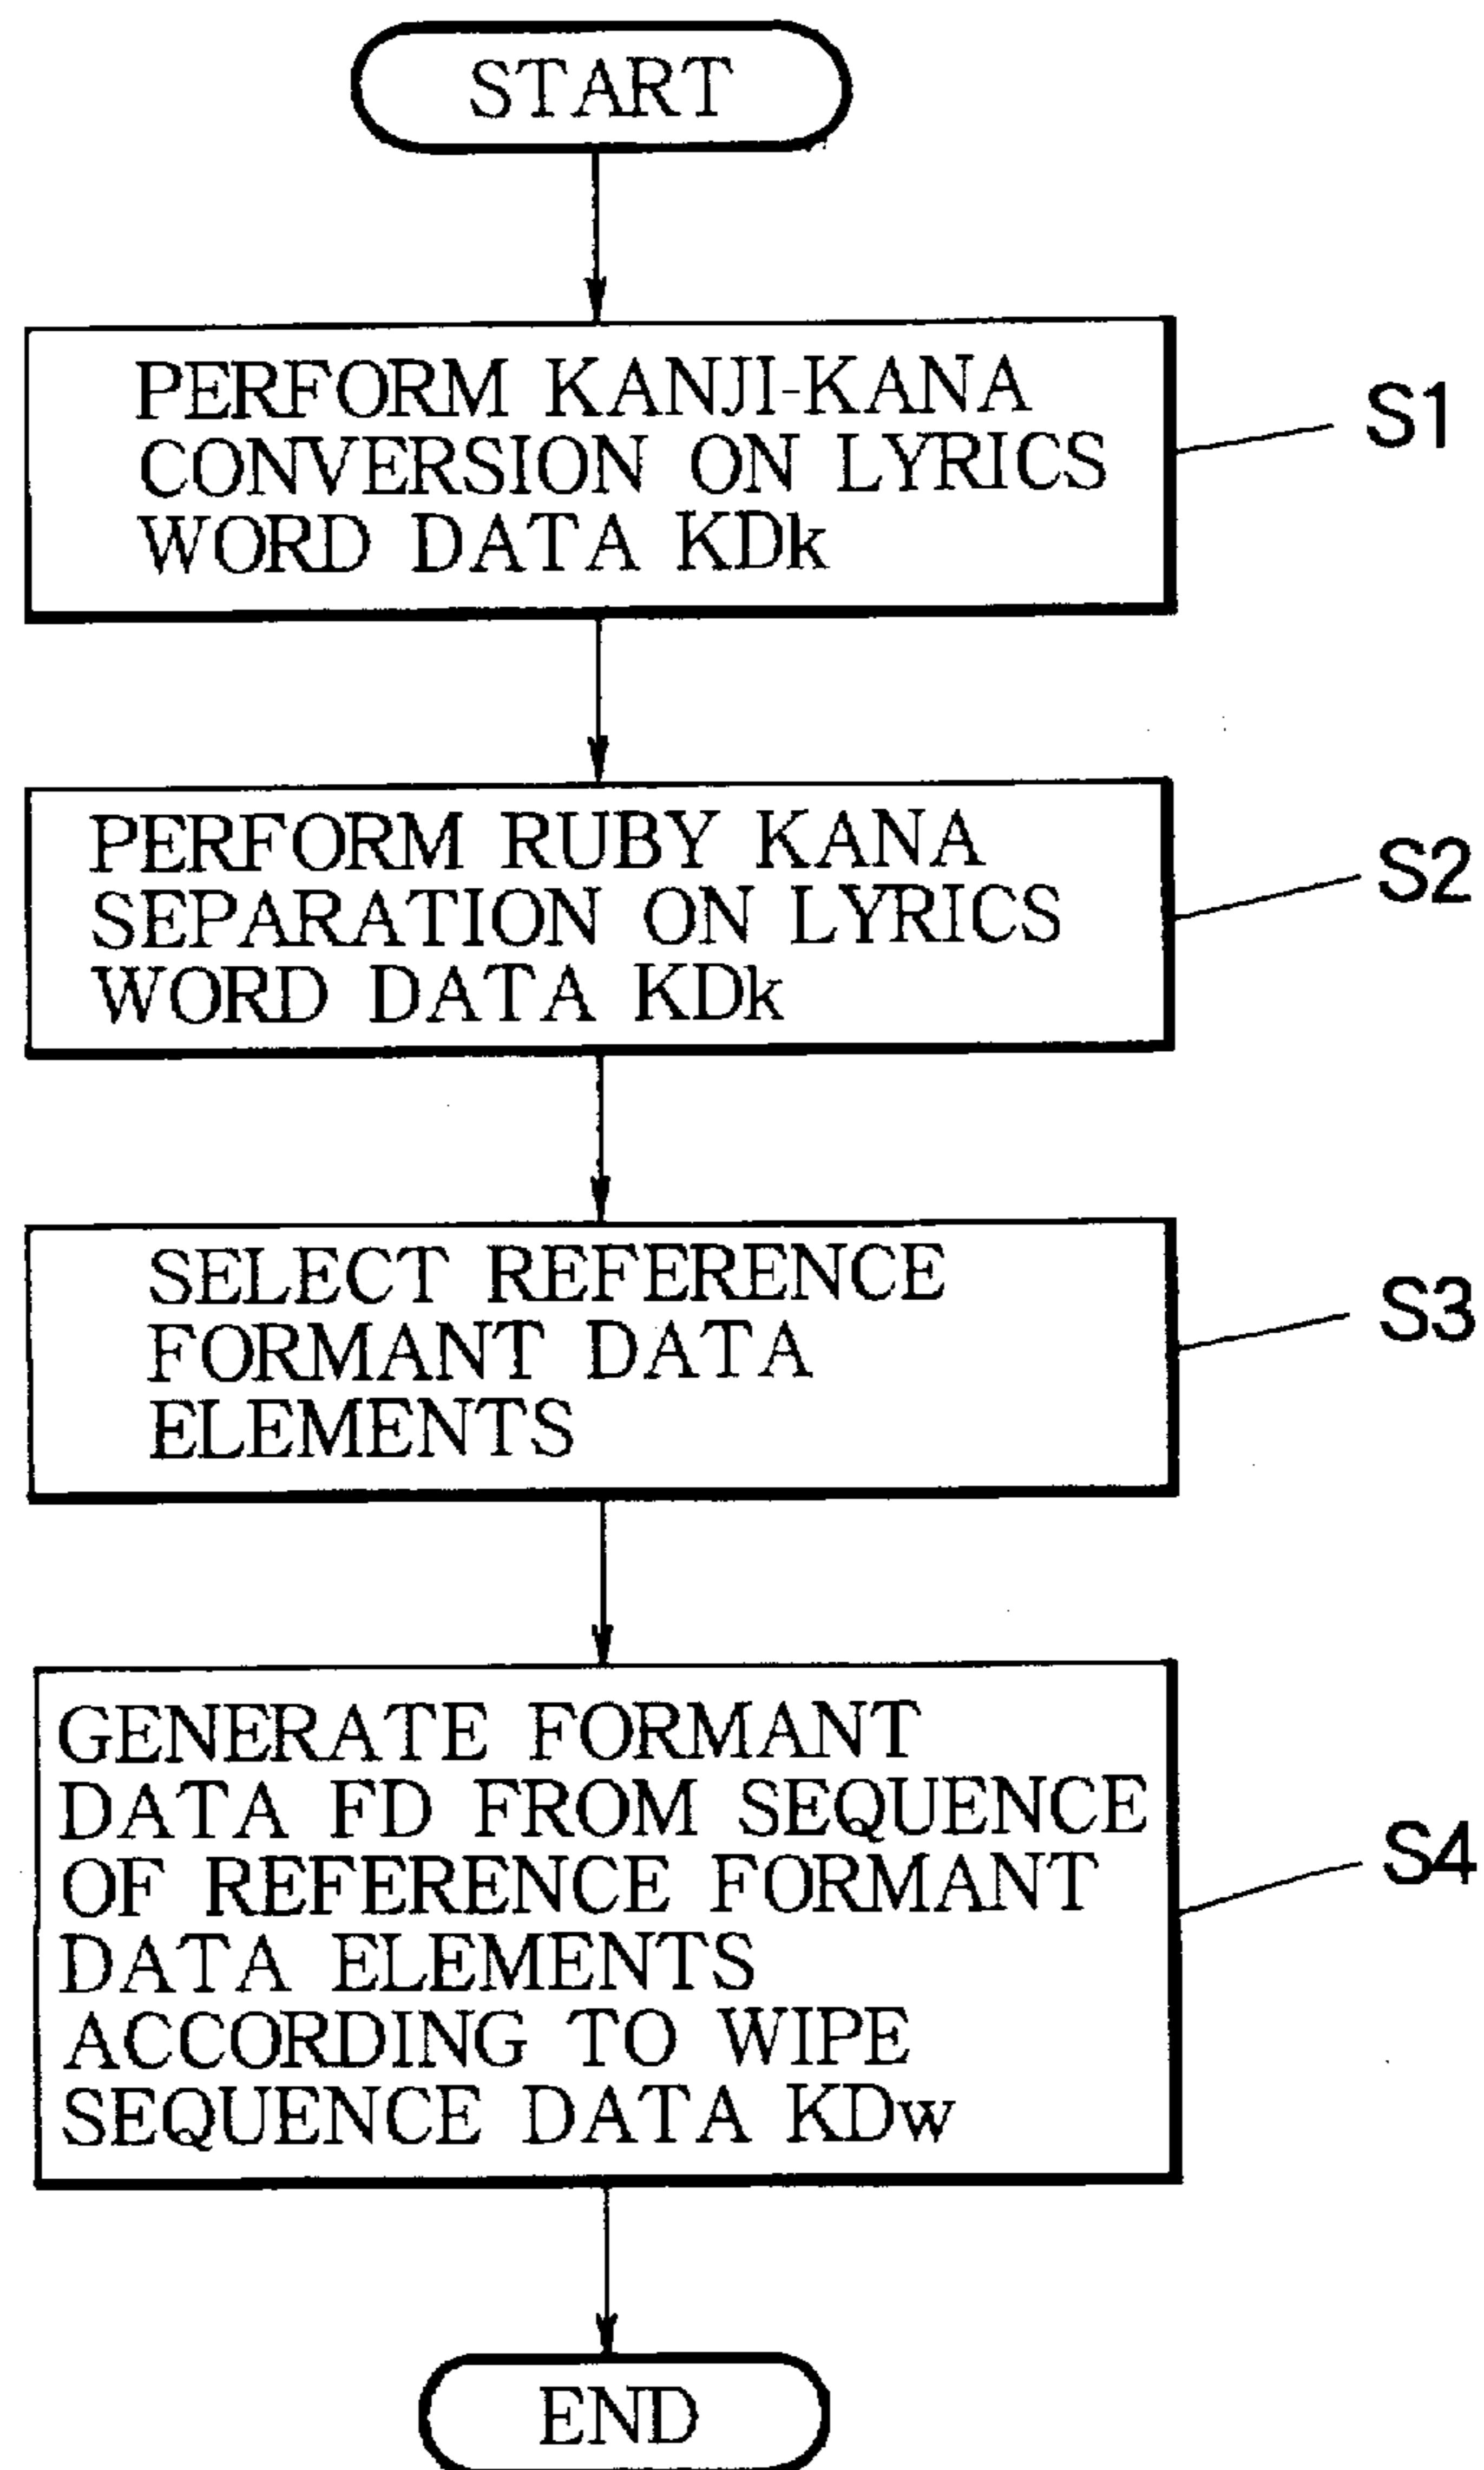 START
PERFORM KANJI-KANA
CONVERSION ON LYRICS
WORD DATA KDk
S1
PERFORM RUBY KANA
SEPARATION ON LYRICS
WORD DATA KDk
S2
SELECT REFERENCE
FORMANT DATA
ELEMENTS
S3
GENERATE FORMANT
DATA FD FROM SEQUENCE
OF REFERENCE FORMANT
DATA ELEMENTS
ACCORDING TO WIPE
SEQUENCE DATA KDw
S4
END